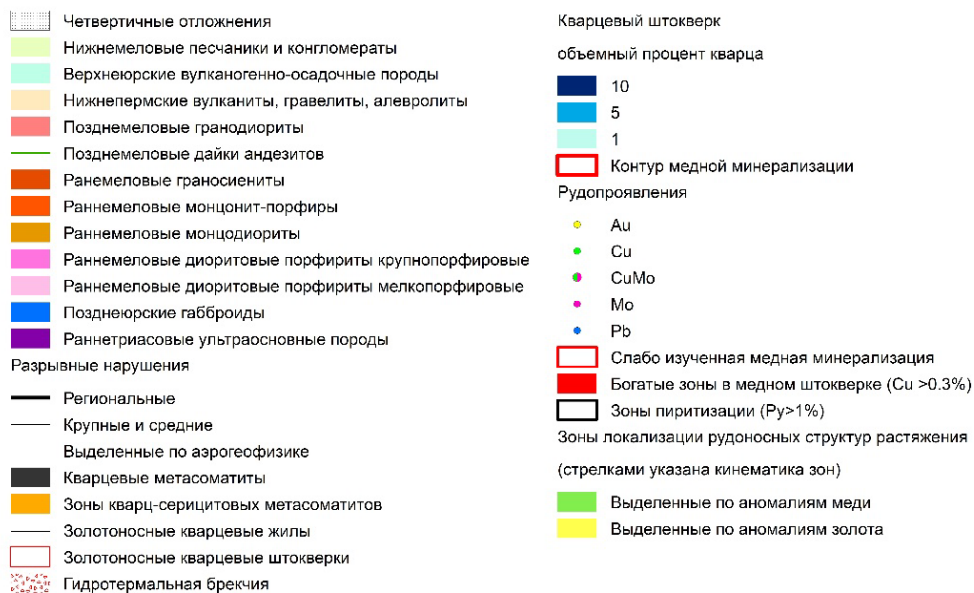 Четвертичные отложения
Нижнемеловые песчаники и конгломераты
Верхнеюрские вулканогенно-осадочные породы
Нижнепермские вулканиты, гравелиты, алевролиты
Позднемеловые гранодиориты
Позднемеловые дайки андезитов
Ранемеловые граносиениты
Раннемеловые монцонит-порфиры
Раннемеловые монцодиориты
Раннемеловые диоритовые порфириты крупнопорфировые
Раннемеловые диоритовые порфириты мелкопорфировые
Позднеюрские габброиды
Раннетриасовые ультраосновные породы
Разрывные нарушения
Региональные
Крупные и средние
Выделенные по аэрогеофизике
Кварцевые метасоматиты
Зоны кварц-серицитовых метасоматитов
Золотоносные кварцевые жилы
Золотоносные кварцевые штокверки
Гидротермальная брекчия
Кварцевый штокверк
объемный процент кварца
10
5
1
Контур медной минерализации
Рудопроявления
Au
Cu
CuMo
Mo
Pb
Слабо изученная медная минерализация
Богатые зоны в медном штокверке (Cu >0.3%)
Зоны пиритизации (Py>1%)
Зоны локализации рудоносных структур растяжения
(стрелками указана кинематика зон)
Выделенные по аномалиям меди
Выделенные по аномалиям золота